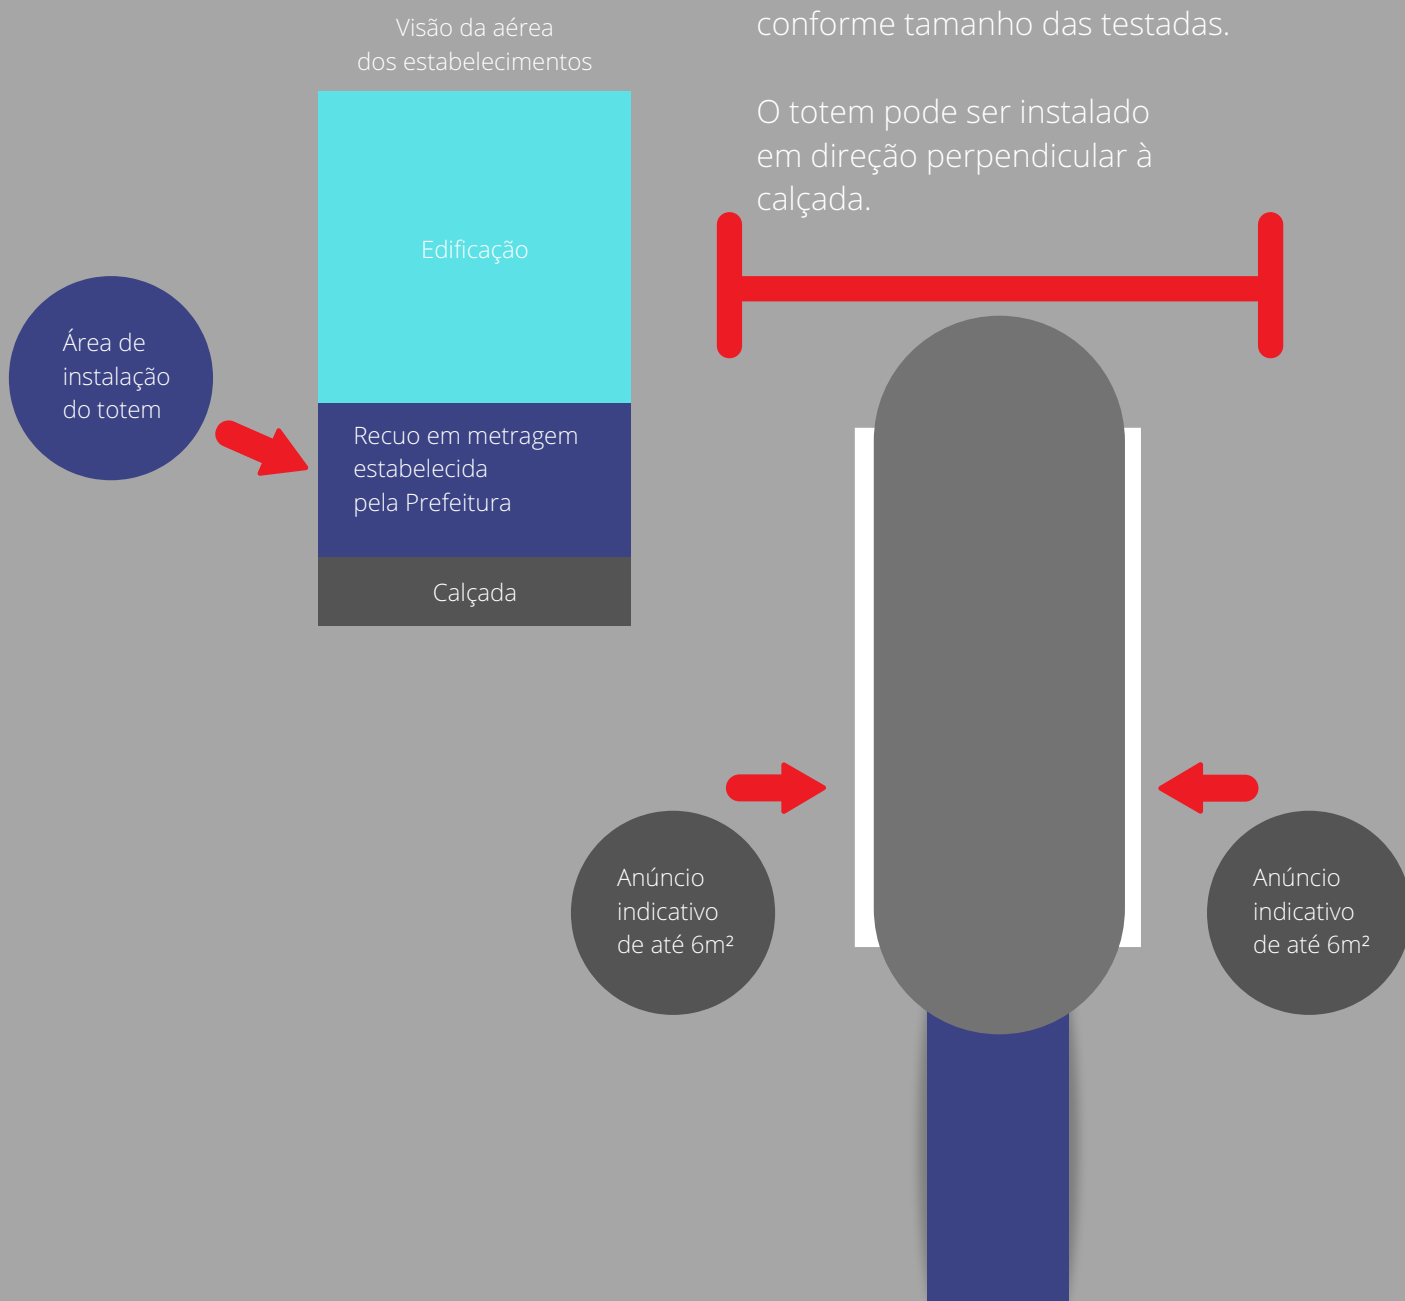 Visão da aérea
dos estabelecimentos
Edificação
Área de
instalação
do totem
Recuo em metragem
estabelecida
pela Prefeitura
Calçada
conforme tamanho das testadas.
O totem pode ser instalado
em direção perpendicular à
calçada.
Anúncio
indicativo
de até 6m²
Anúncio
indicativo
de até 6m²